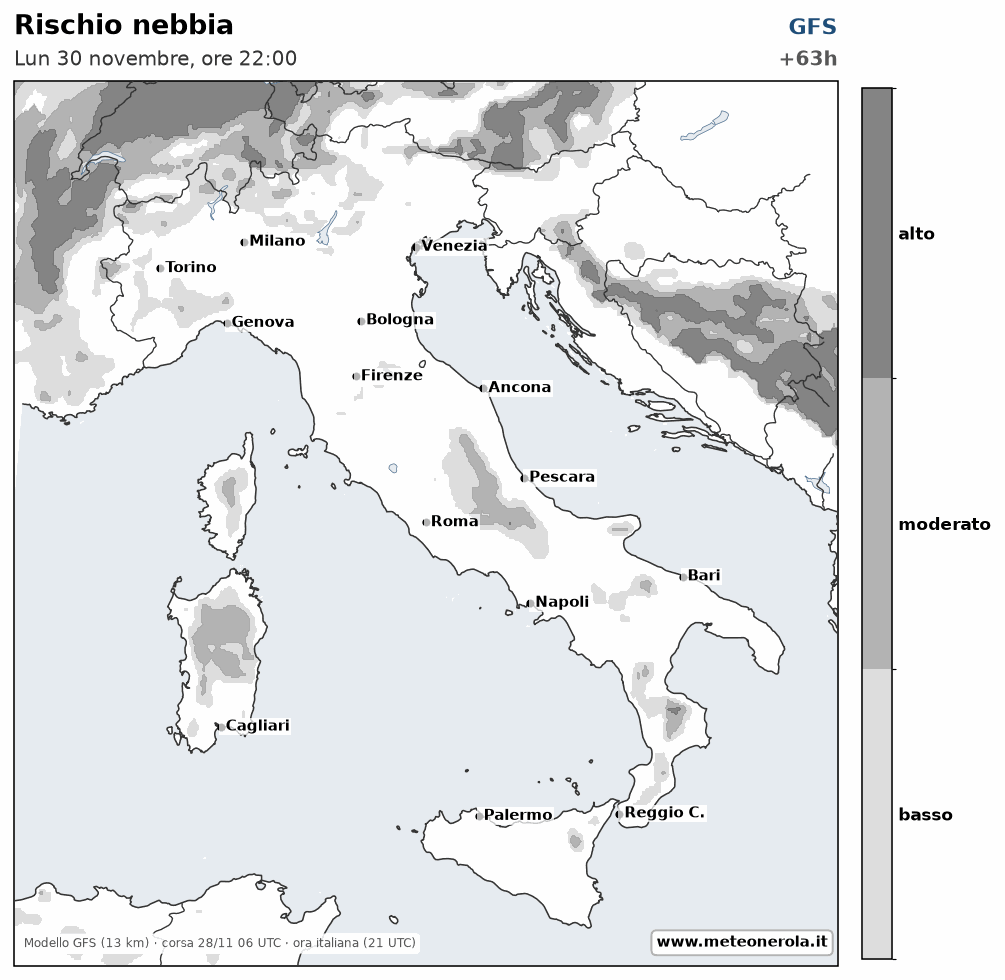 Rischio nebbia
GFS
Lun 30 novembre, ore 22:00
+63h
alto
moderato
basso
Milano
Venezia
Torino
Genova
Bologna
Firenze
Ancona
Pescara
Roma
Bari
Napoli
Cagliari
Palermo
Reggio C.
Modello GFS (13 km) · corsa 28/11 06 UTC · ora italiana (21 UTC)
www.meteonerola.it